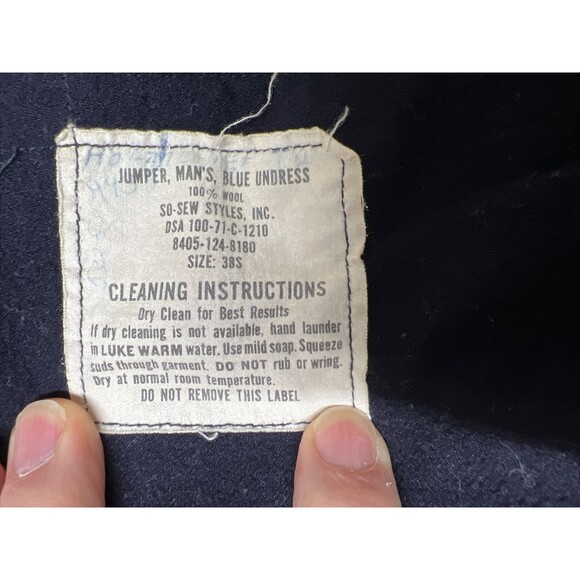 JUMPER, MAN'S, BLUE UNDRESS
100% WOOL
SO-SEW STYLES, INC.
DSA 100-71-C-1210
8405-124-8180
SIZE: 38S
CLEANING INSTRUCTIONS
Dry Clean for Best Results
If dry cleaning is not available, hand launder
in LUKE WARM water. Use mild soap. Squeeze
suds through garment. DO NOT rub or wring.
Dry at normal room temperature.
DO NOT REMOVE THIS LABEL